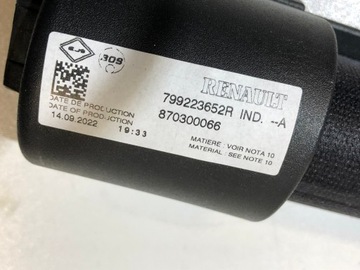 RENAULT
799223652R IND. --A
870300066
DATE DE PRODUCTION
DATE OF PRODUCTION
14.09.2022 19:33
MATIERE : VOIR NOTA 10
MATERIAL : SEE NOTE 10